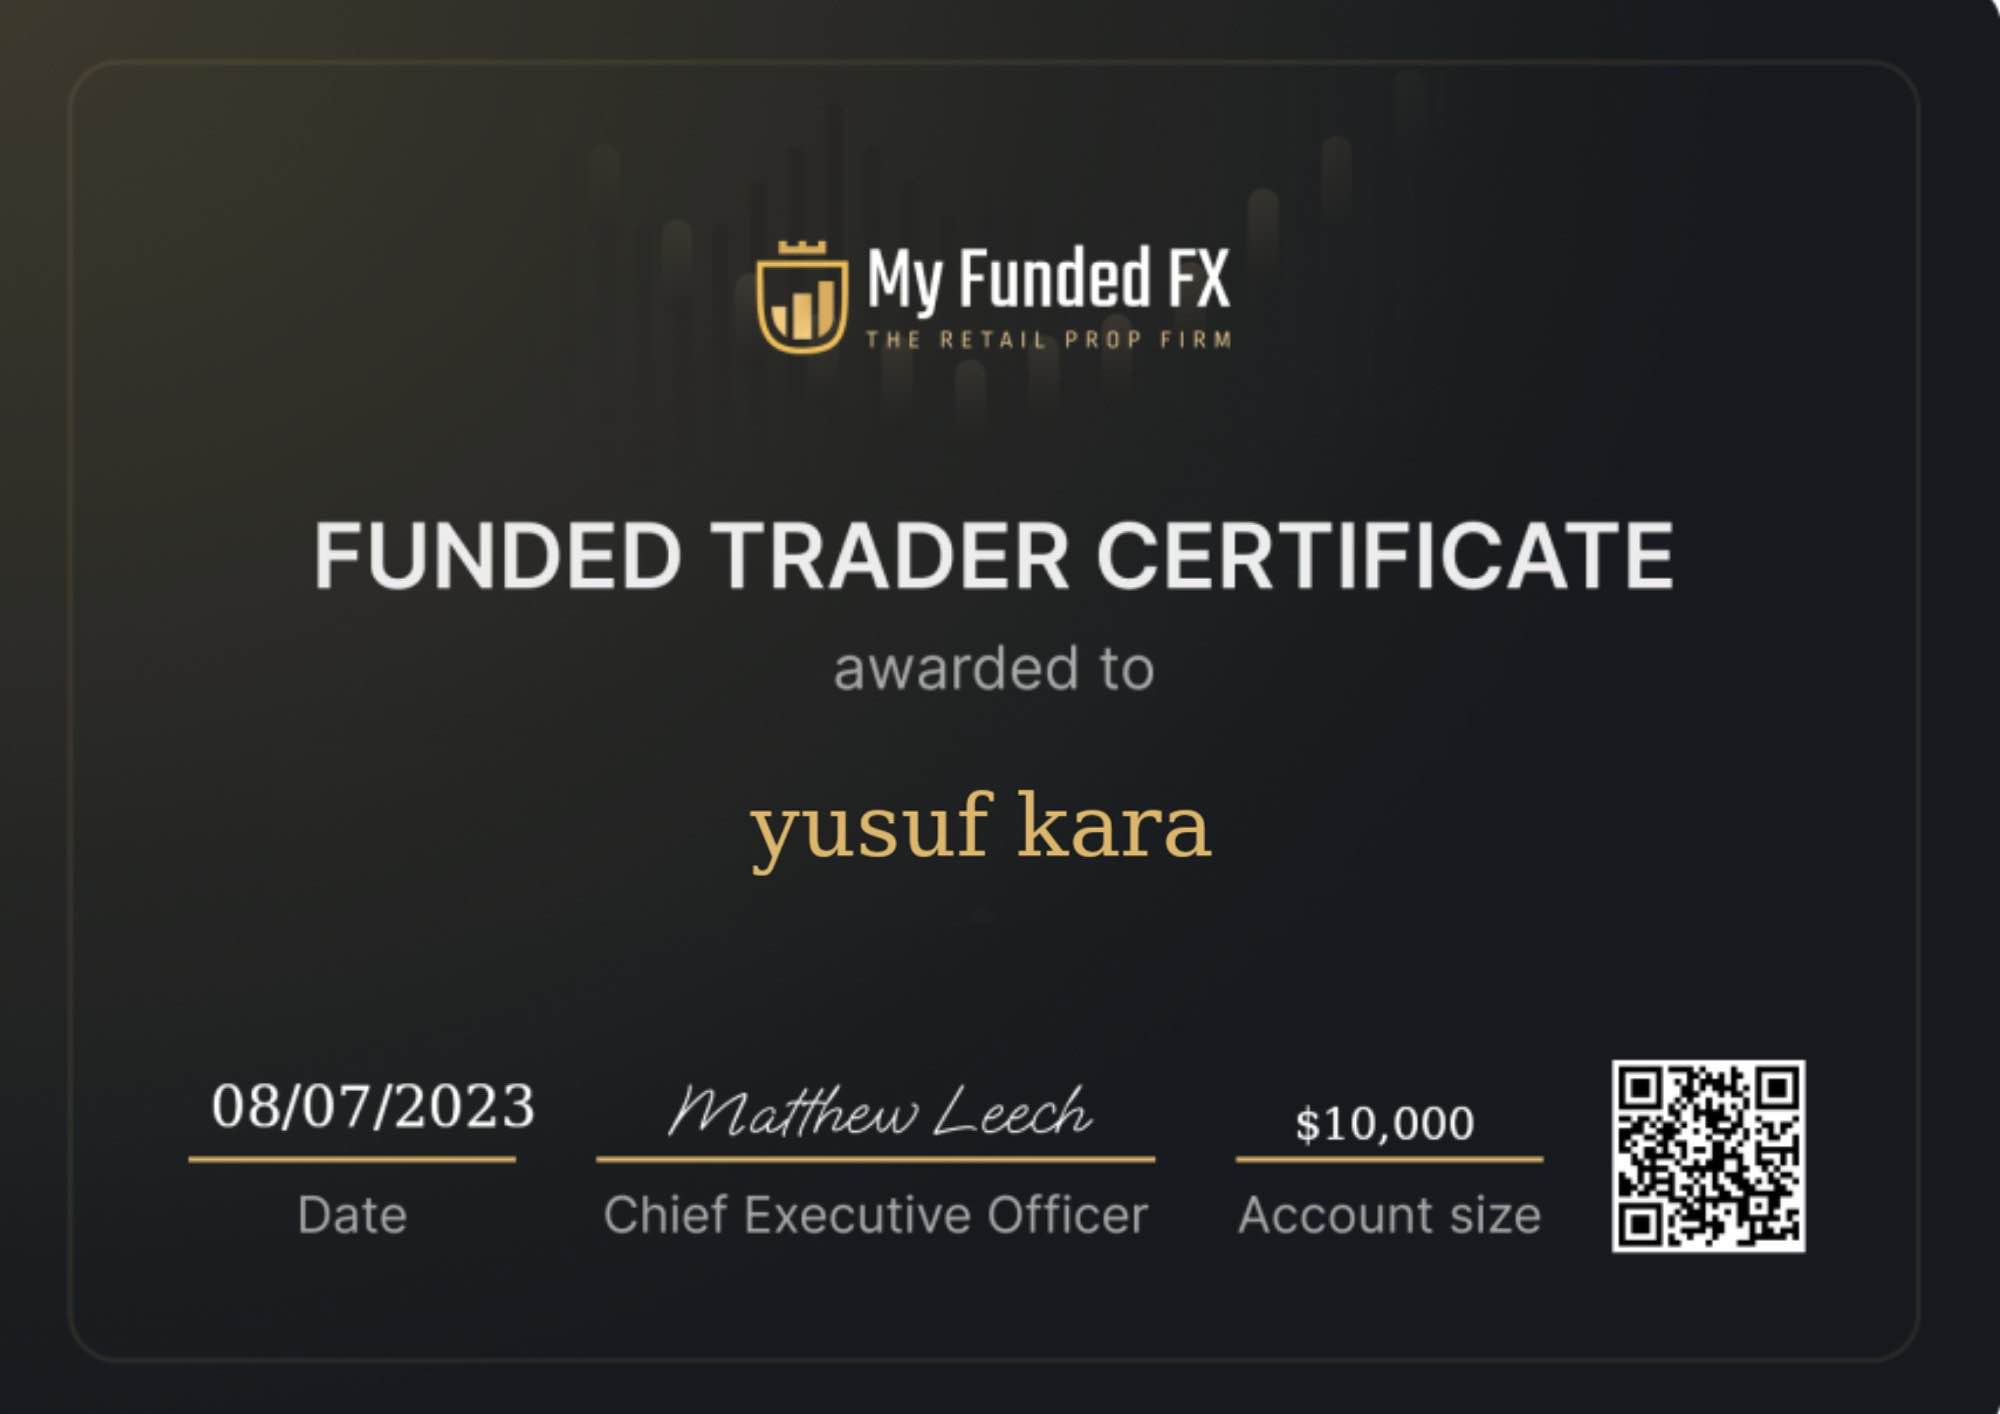 My Funded FX
THE RETAIL PROP FIRM
FUNDED TRADER CERTIFICATE
awarded to
yusuf kara
08/07/2023
Date
Matthew Leech
Chief Executive Officer
$10,000
Account size